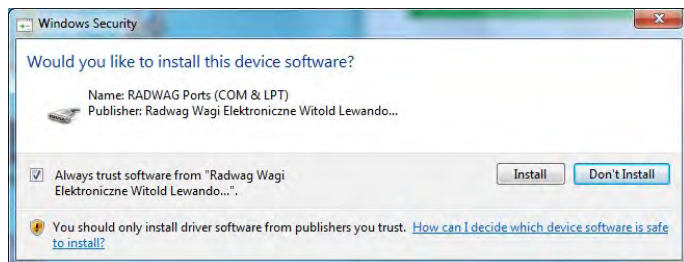 Windows Security
Would you like to install this device software?
Name: RADWAG Ports (COM & LPT)
Publisher: Radwag Wagi Elektroniczne Witold Lewando...
Always trust software from "Radwag Wagi
Elektroniczne Witold Lewando...".
Install
Don't Install
You should only install driver software from publishers you trust. How can I decide which device software is safe
to install?